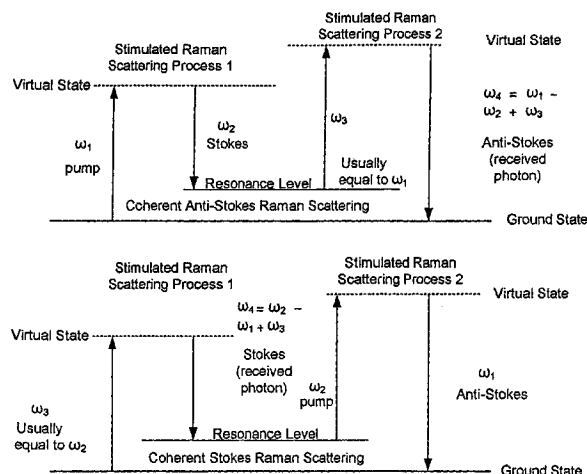 Stimulated Raman
Scattering Process 2
Stimulated Raman
Scattering Process 1
Virtual State
Virtual State
ω4 = ω1 −
ω2 + ω3
Anti-Stokes
(received
photon)
ω1
pump
ω2
Stokes
ω3
Usually
equal to ω1
Resonance Level
Coherent Anti-Stokes Raman Scattering
Ground State
Stimulated Raman
Scattering Process 1
Stimulated Raman
Scattering Process 2
Virtual State
Virtual State
ω4 = ω2 −
ω1 + ω3
Stokes
(received
photon)
ω2
pump
ω1
Anti-Stokes
ω3
Usually
equal to ω2
Resonance Level
Coherent Stokes Raman Scattering
Ground State